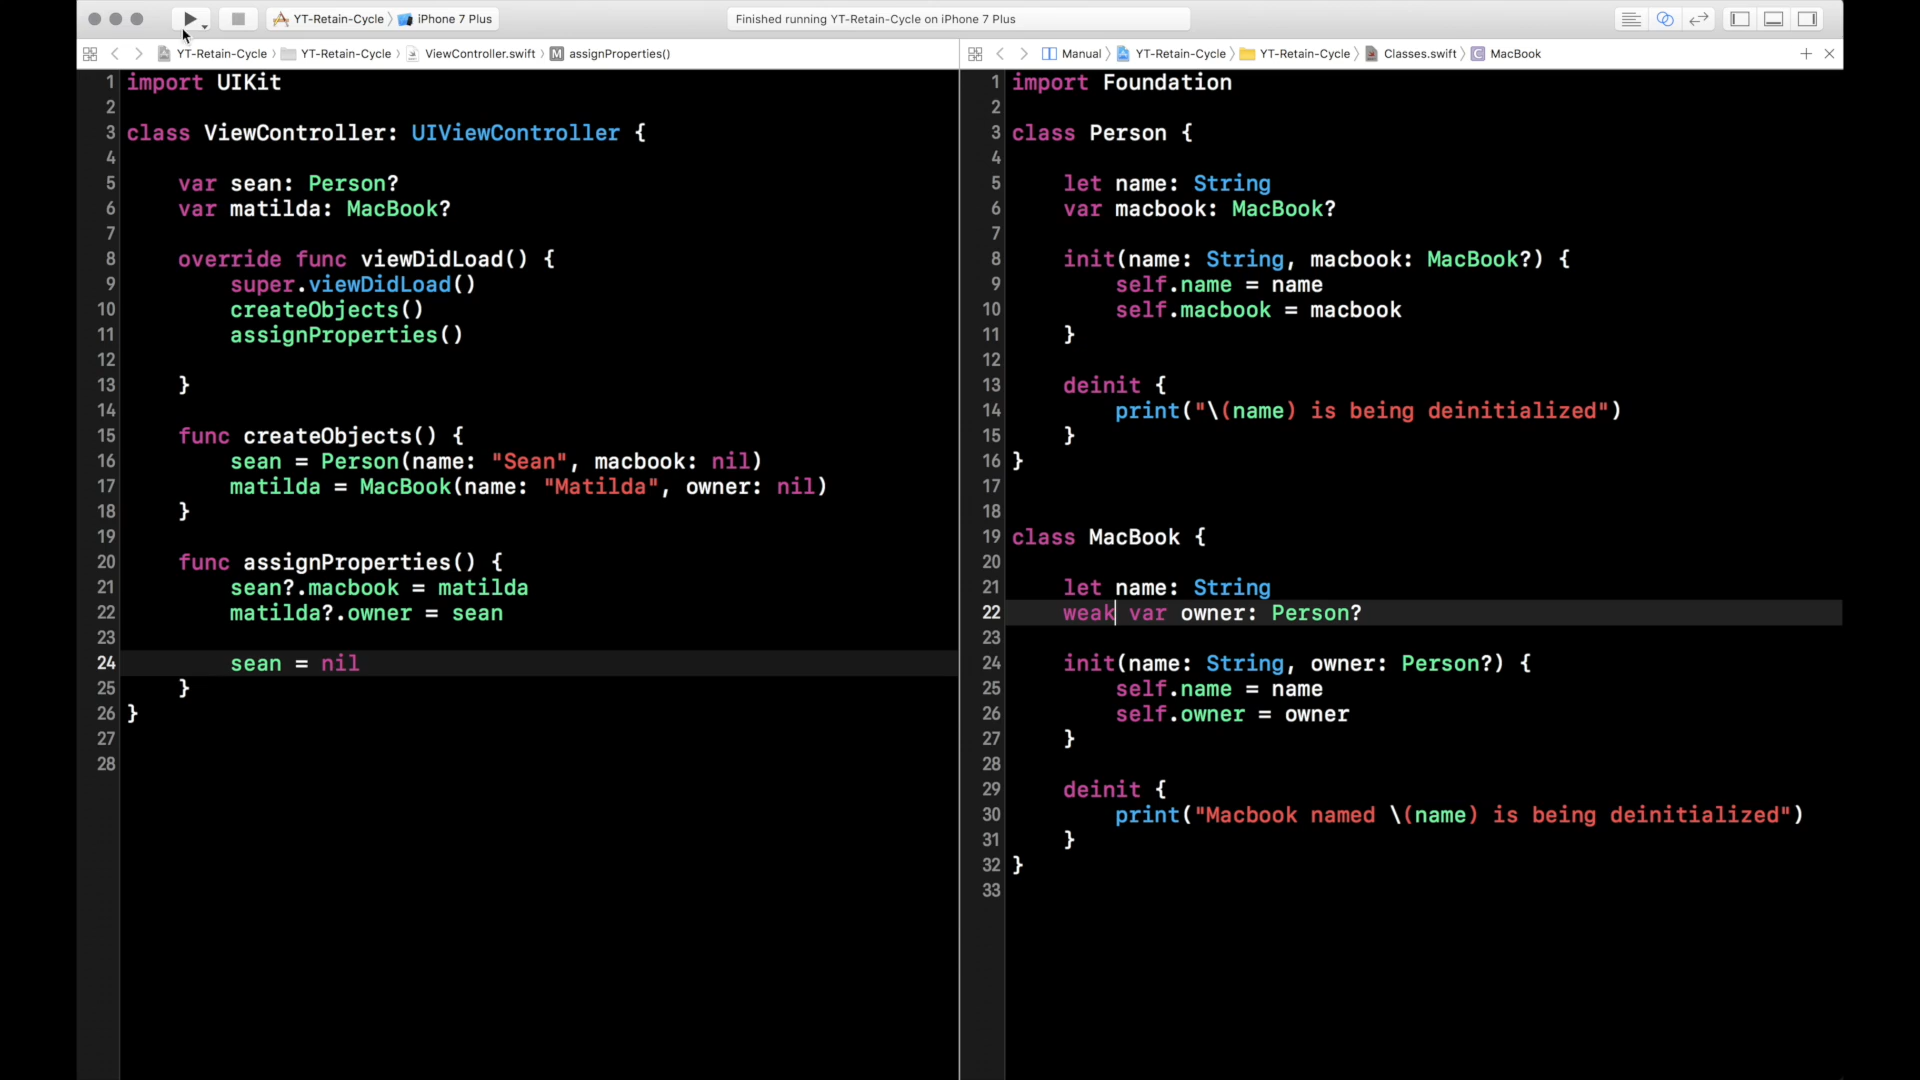 YT-Retain-Cycle iPhone 7 Plus
Finished running YT-Retain-Cycle on iPhone 7 Plus
YT-Retain-Cycle YT-Retain-Cycle ViewController.swift M assignProperties()
1 import UIKit
2
3 class ViewController: UIViewController {
4
5 var sean: Person?
6 var matilda: MacBook?
7
8 override func viewDidLoad() {
9 super.viewDidLoad()
10 createObjects()
11 assignProperties()
12
13 }
14
15 func createObjects() {
16 sean = Person(name: "Sean", macbook: nil)
17 matilda = MacBook(name: "Matilda", owner: nil)
18 }
19
20 func assignProperties() {
21 sean?.macbook = matilda
22 matilda?.owner = sean
23
24 sean = nil
25 }
26 }
27
28
Manual YT-Retain-Cycle YT-Retain-Cycle Classes.swift C MacBook
1 import Foundation
2
3 class Person {
4
5 let name: String
6 var macbook: MacBook?
7
8 init(name: String, macbook: MacBook?) {
9 self.name = name
10 self.macbook = macbook
11 }
12
13 deinit {
14 print("\(name) is being deinitialized")
15 }
16 }
17
18
19 class MacBook {
20
21 let name: String
22 weak var owner: Person?
23
24 init(name: String, owner: Person?) {
25 self.name = name
26 self.owner = owner
27 }
28
29 deinit {
30 print("Macbook named \(name) is being deinitialized")
31 }
32 }
33